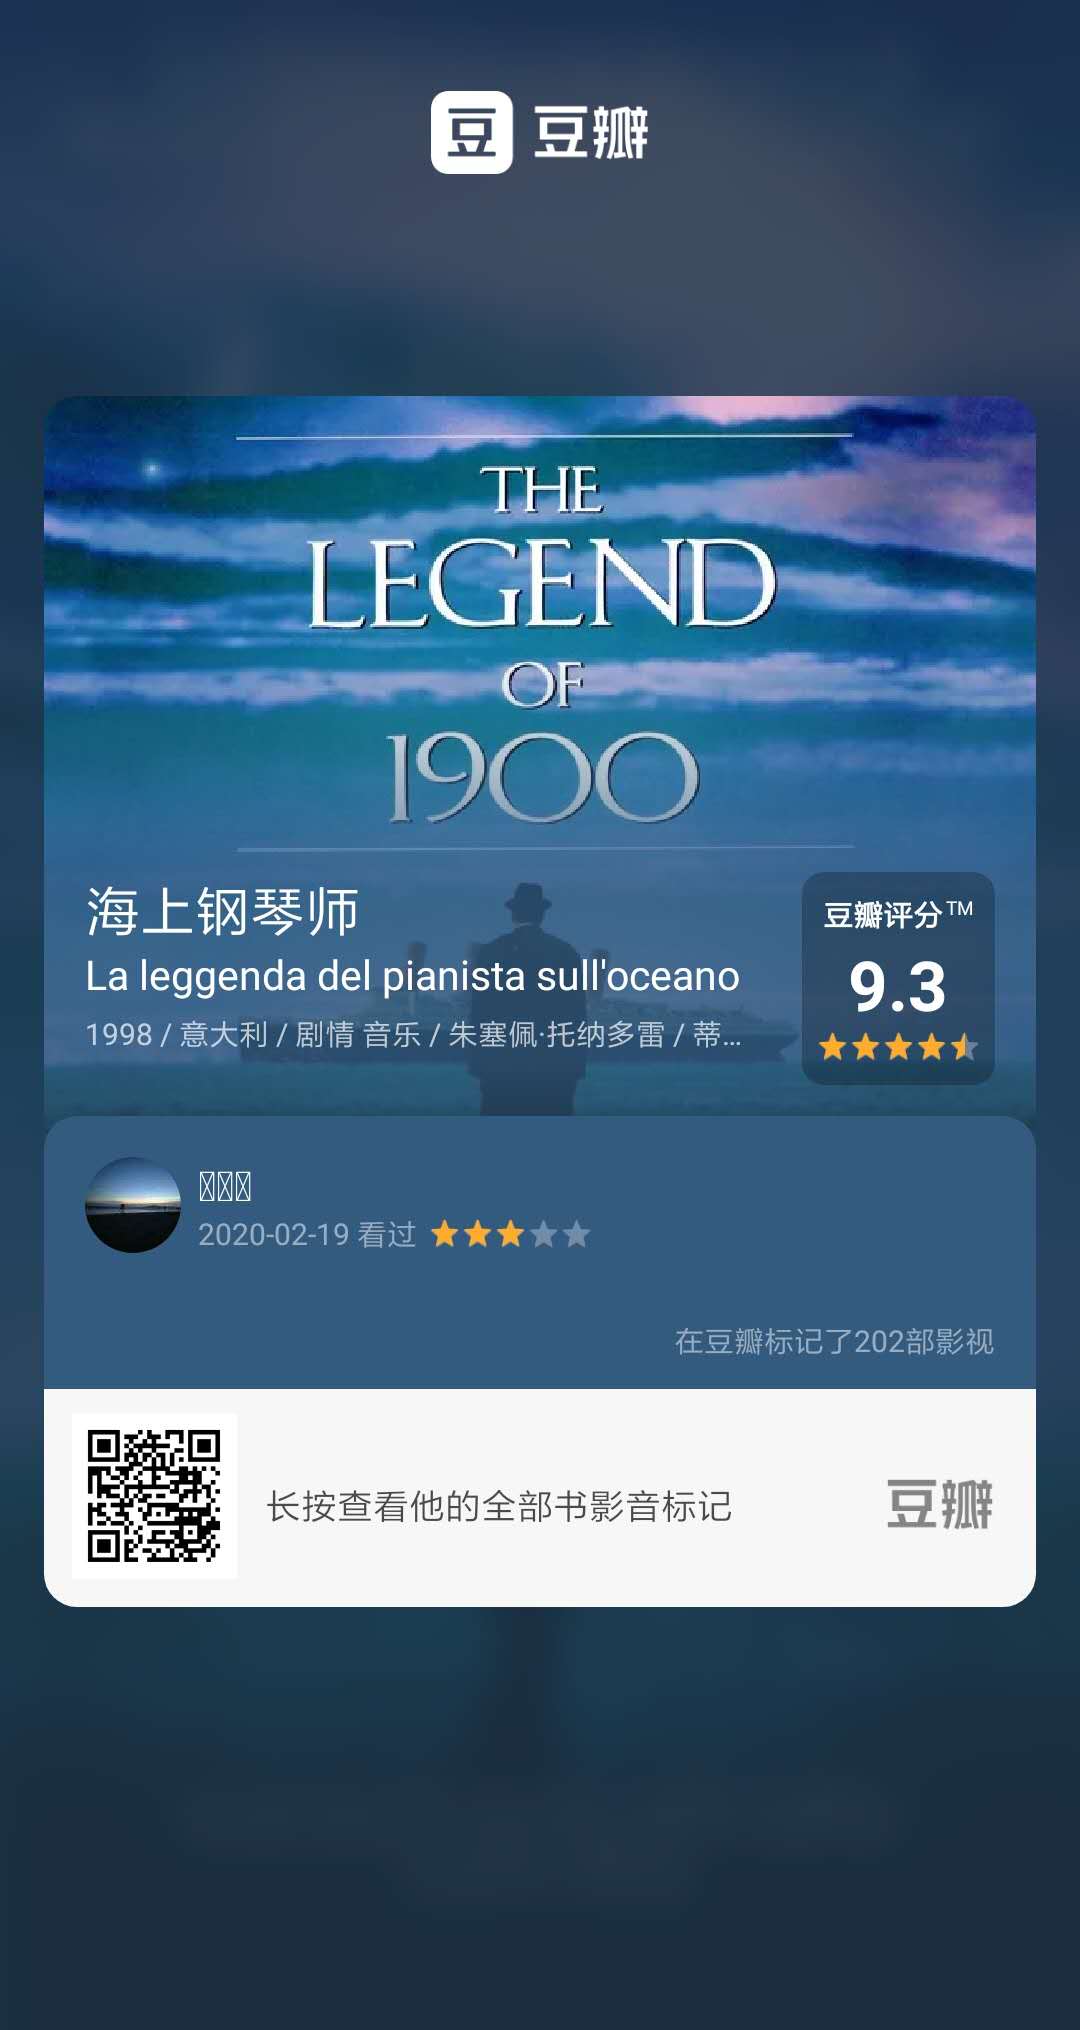 豆 豆瓣
THE
LEGEND
OF
1900
海上钢琴师
La leggenda del pianista sull'oceano
1998 / 意大利 / 剧情 音乐 / 朱塞佩·托纳多雷 / 蒂...
豆瓣评分™
9.3
2020-02-19 看过
在豆瓣标记了202部影视
长按查看他的全部书影音标记
豆瓣